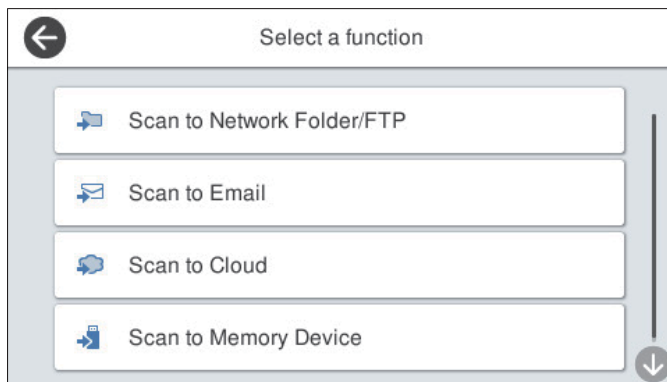 Select a function
Scan to Network Folder/FTP
Scan to Email
Scan to Cloud
Scan to Memory Device